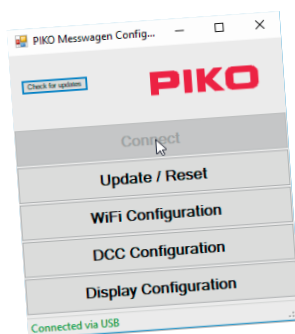 PIKO Messwagen Config...
Check for updates
PIKO
Connect
Update / Reset
WiFi Configuration
DCC Configuration
Display Configuration
Connected via USB